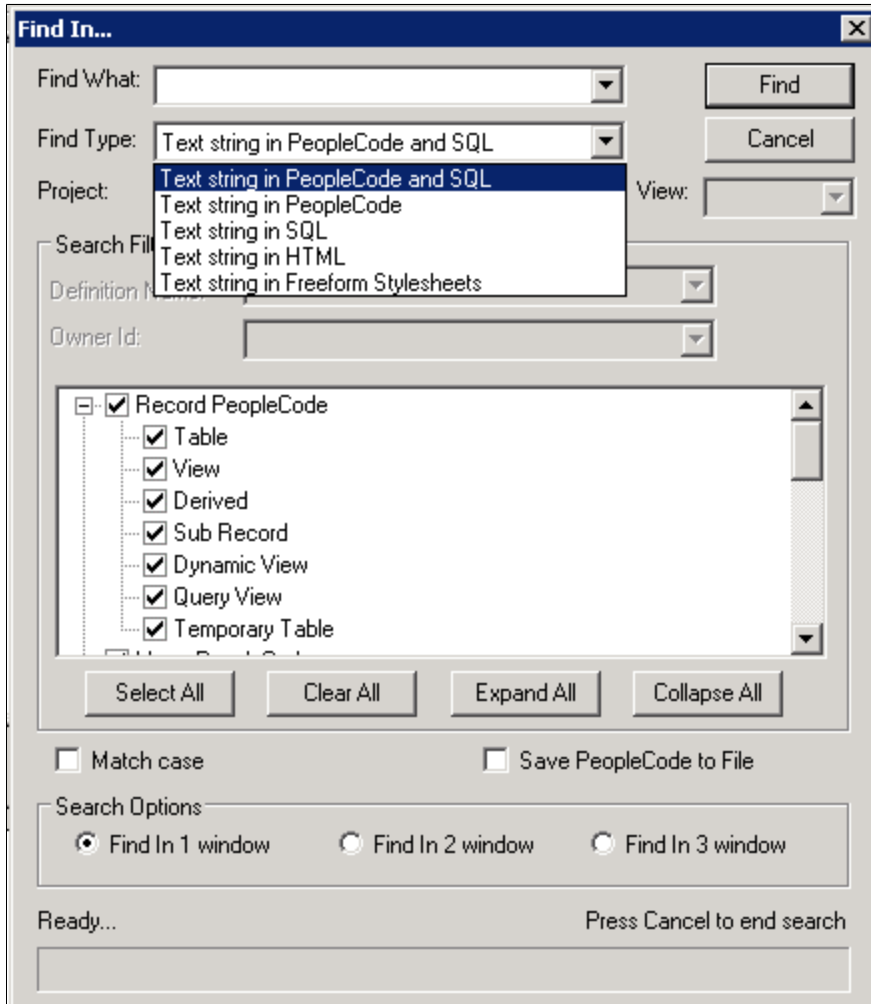 Find In...
Find What:
Find
Find Type: Text string in PeopleCode and SQL
Cancel
Text string in PeopleCode and SQL
Project:
View:
Text string in PeopleCode
Text string in SQL
Search
Text string in HTML
Text string in Freeform Stylesheets
Definition
Owner Id:
Record PeopleCode
Table
View
Derived
Sub Record
Dynamic View
Query View
Temporary Table
Select All Clear All Expand All Collapse All
Match case Save PeopleCode to File
Search Options
Find In 1 window Find In 2 window Find In 3 window
Ready... Press Cancel to end search